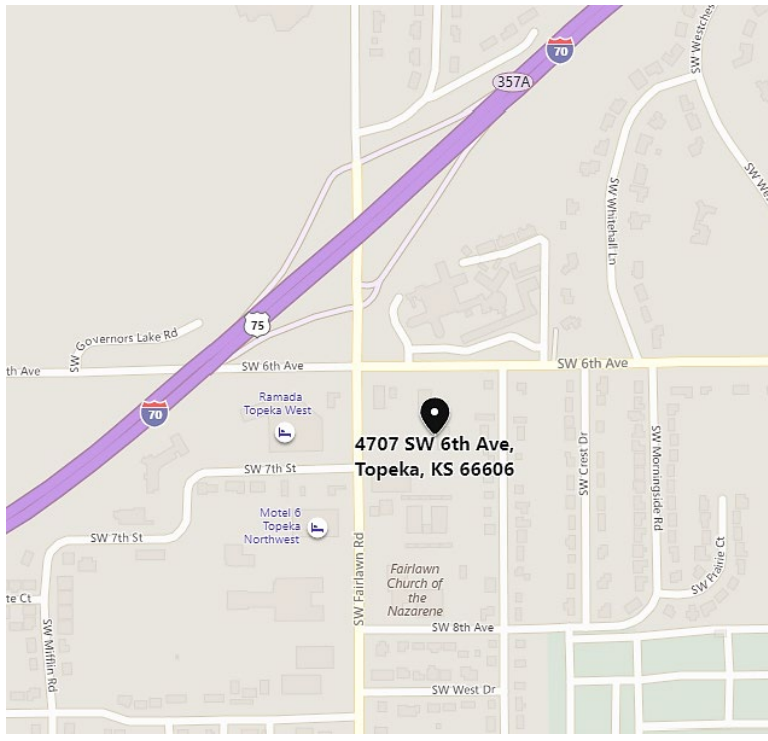 70
357A
SW Westches
SW We
SW Whitehall Ln
75
SW Governors Lake Rd
th Ave
SW 6th Ave
SW 6th Ave
70
Ramada
Topeka West
4707 SW 6th Ave,
Topeka, KS 66606
SW 7th St
SW Crest Dr
SW Morningside Rd
Motel 6
Topeka
Northwest
SW 7th St
SW Fairlawn Rd
Fairlawn
Church of
the
Nazarene
SW Prairie Ct
te Ct
SW 8th Ave
SW Mifflin Rd
SW West Dr